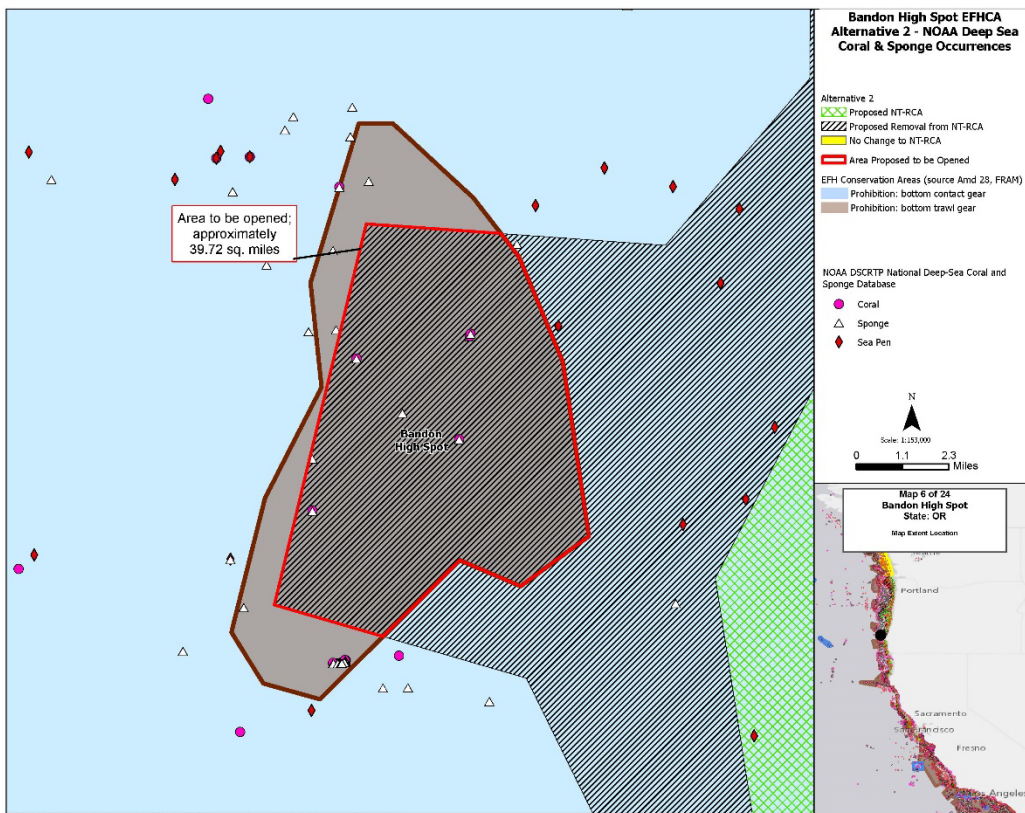 Bandon High Spot EFHCA
Alternative 2 - NOAA Deep Sea
Coral & Sponge Occurrences
Alternative 2
Proposed NT-RCA
Proposed Removal from NT-RCA
No Change to NT-RCA
Area Proposed to be Opened
EFH Conservation Areas (source Amd 28, FRAM)
Prohibition: bottom contact gear
Prohibition: bottom trawl gear
NOAA DSCRTP National Deep-Sea Coral and
Sponge Database
Coral
Sponge
Sea Pen
N
Scale: 1:153,000
0 1.1 2.3
Miles
Area to be opened;
approximately
39.72 sq. miles
Bandon
High Spot
Map 6 of 24
Bandon High Spot
State: OR
Map Extent Location
Portland
Sacramento
San Francisco
Fresno
Los Angeles